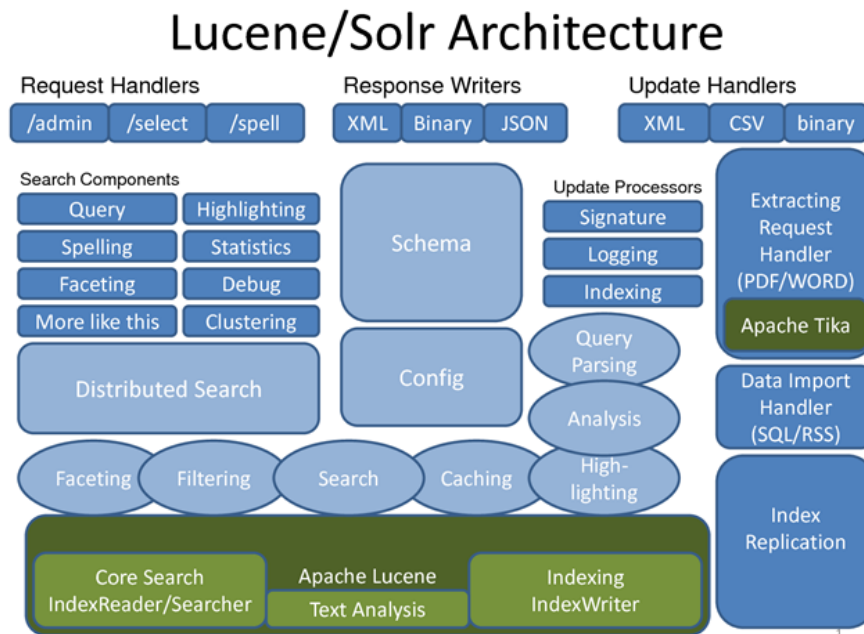 Lucene/Solr Architecture
Request Handlers
/admin
/select
/spell
Response Writers
XML
Binary
JSON
Update Handlers
XML
CSV
binary
Search Components
Query
Highlighting
Spelling
Statistics
Faceting
Debug
More like this
Clustering
Distributed Search
Schema
Config
Update Processors
Signature
Logging
Indexing
Query
Parsing
Analysis
High-
lighting
Extracting
Request
Handler
(PDF/WORD)
Apache Tika
Data Import
Handler
(SQL/RSS)
Index
Replication
Faceting
Filtering
Search
Caching
Core Search
IndexReader/Searcher
Apache Lucene
Text Analysis
Indexing
IndexWriter